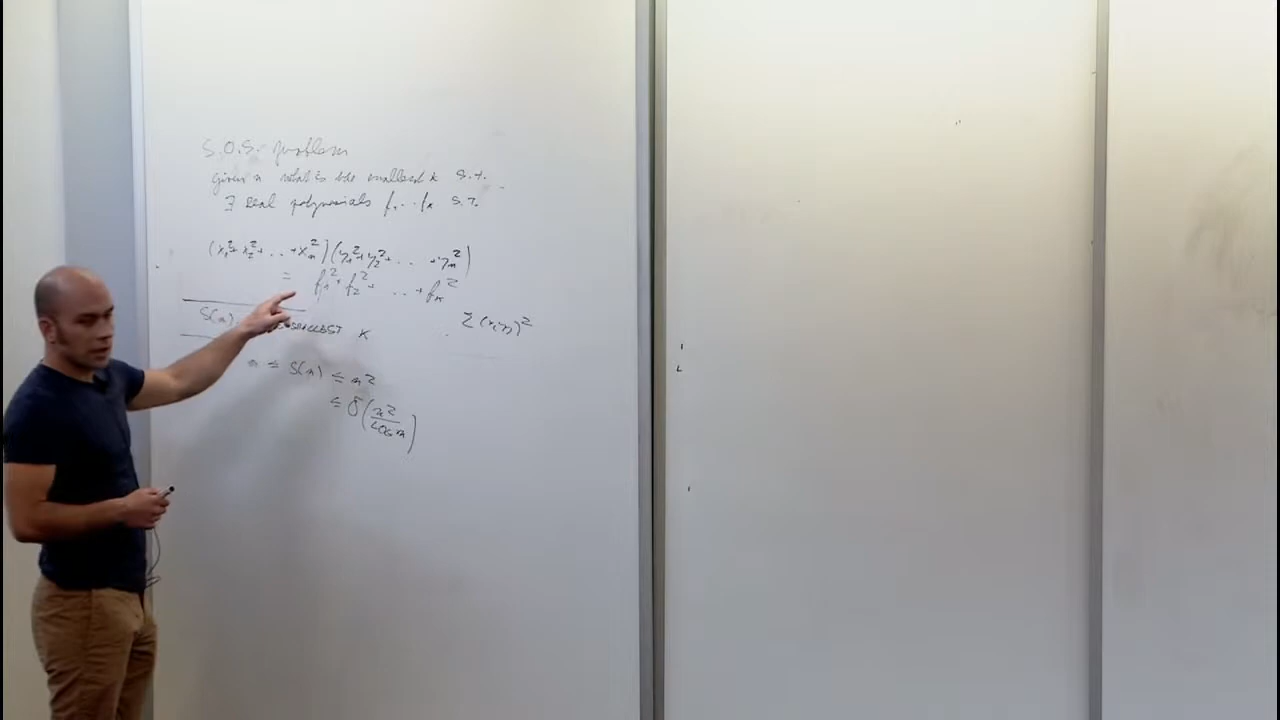 S.O.S. problem
given n what is the smallest k s.t.
∃ real polynomials f₁...fₖ s.t.
(x₁²+x₂²+...+xₙ²)(y₁²+y₂²+...+yₙ²)
= f₁²+f₂²+...+fₖ²
S(n) SMALLEST K
Σ(xᵢyⱼ)²
n ≤ S(n) ≤ n²
≤ O(n²/LOG n)